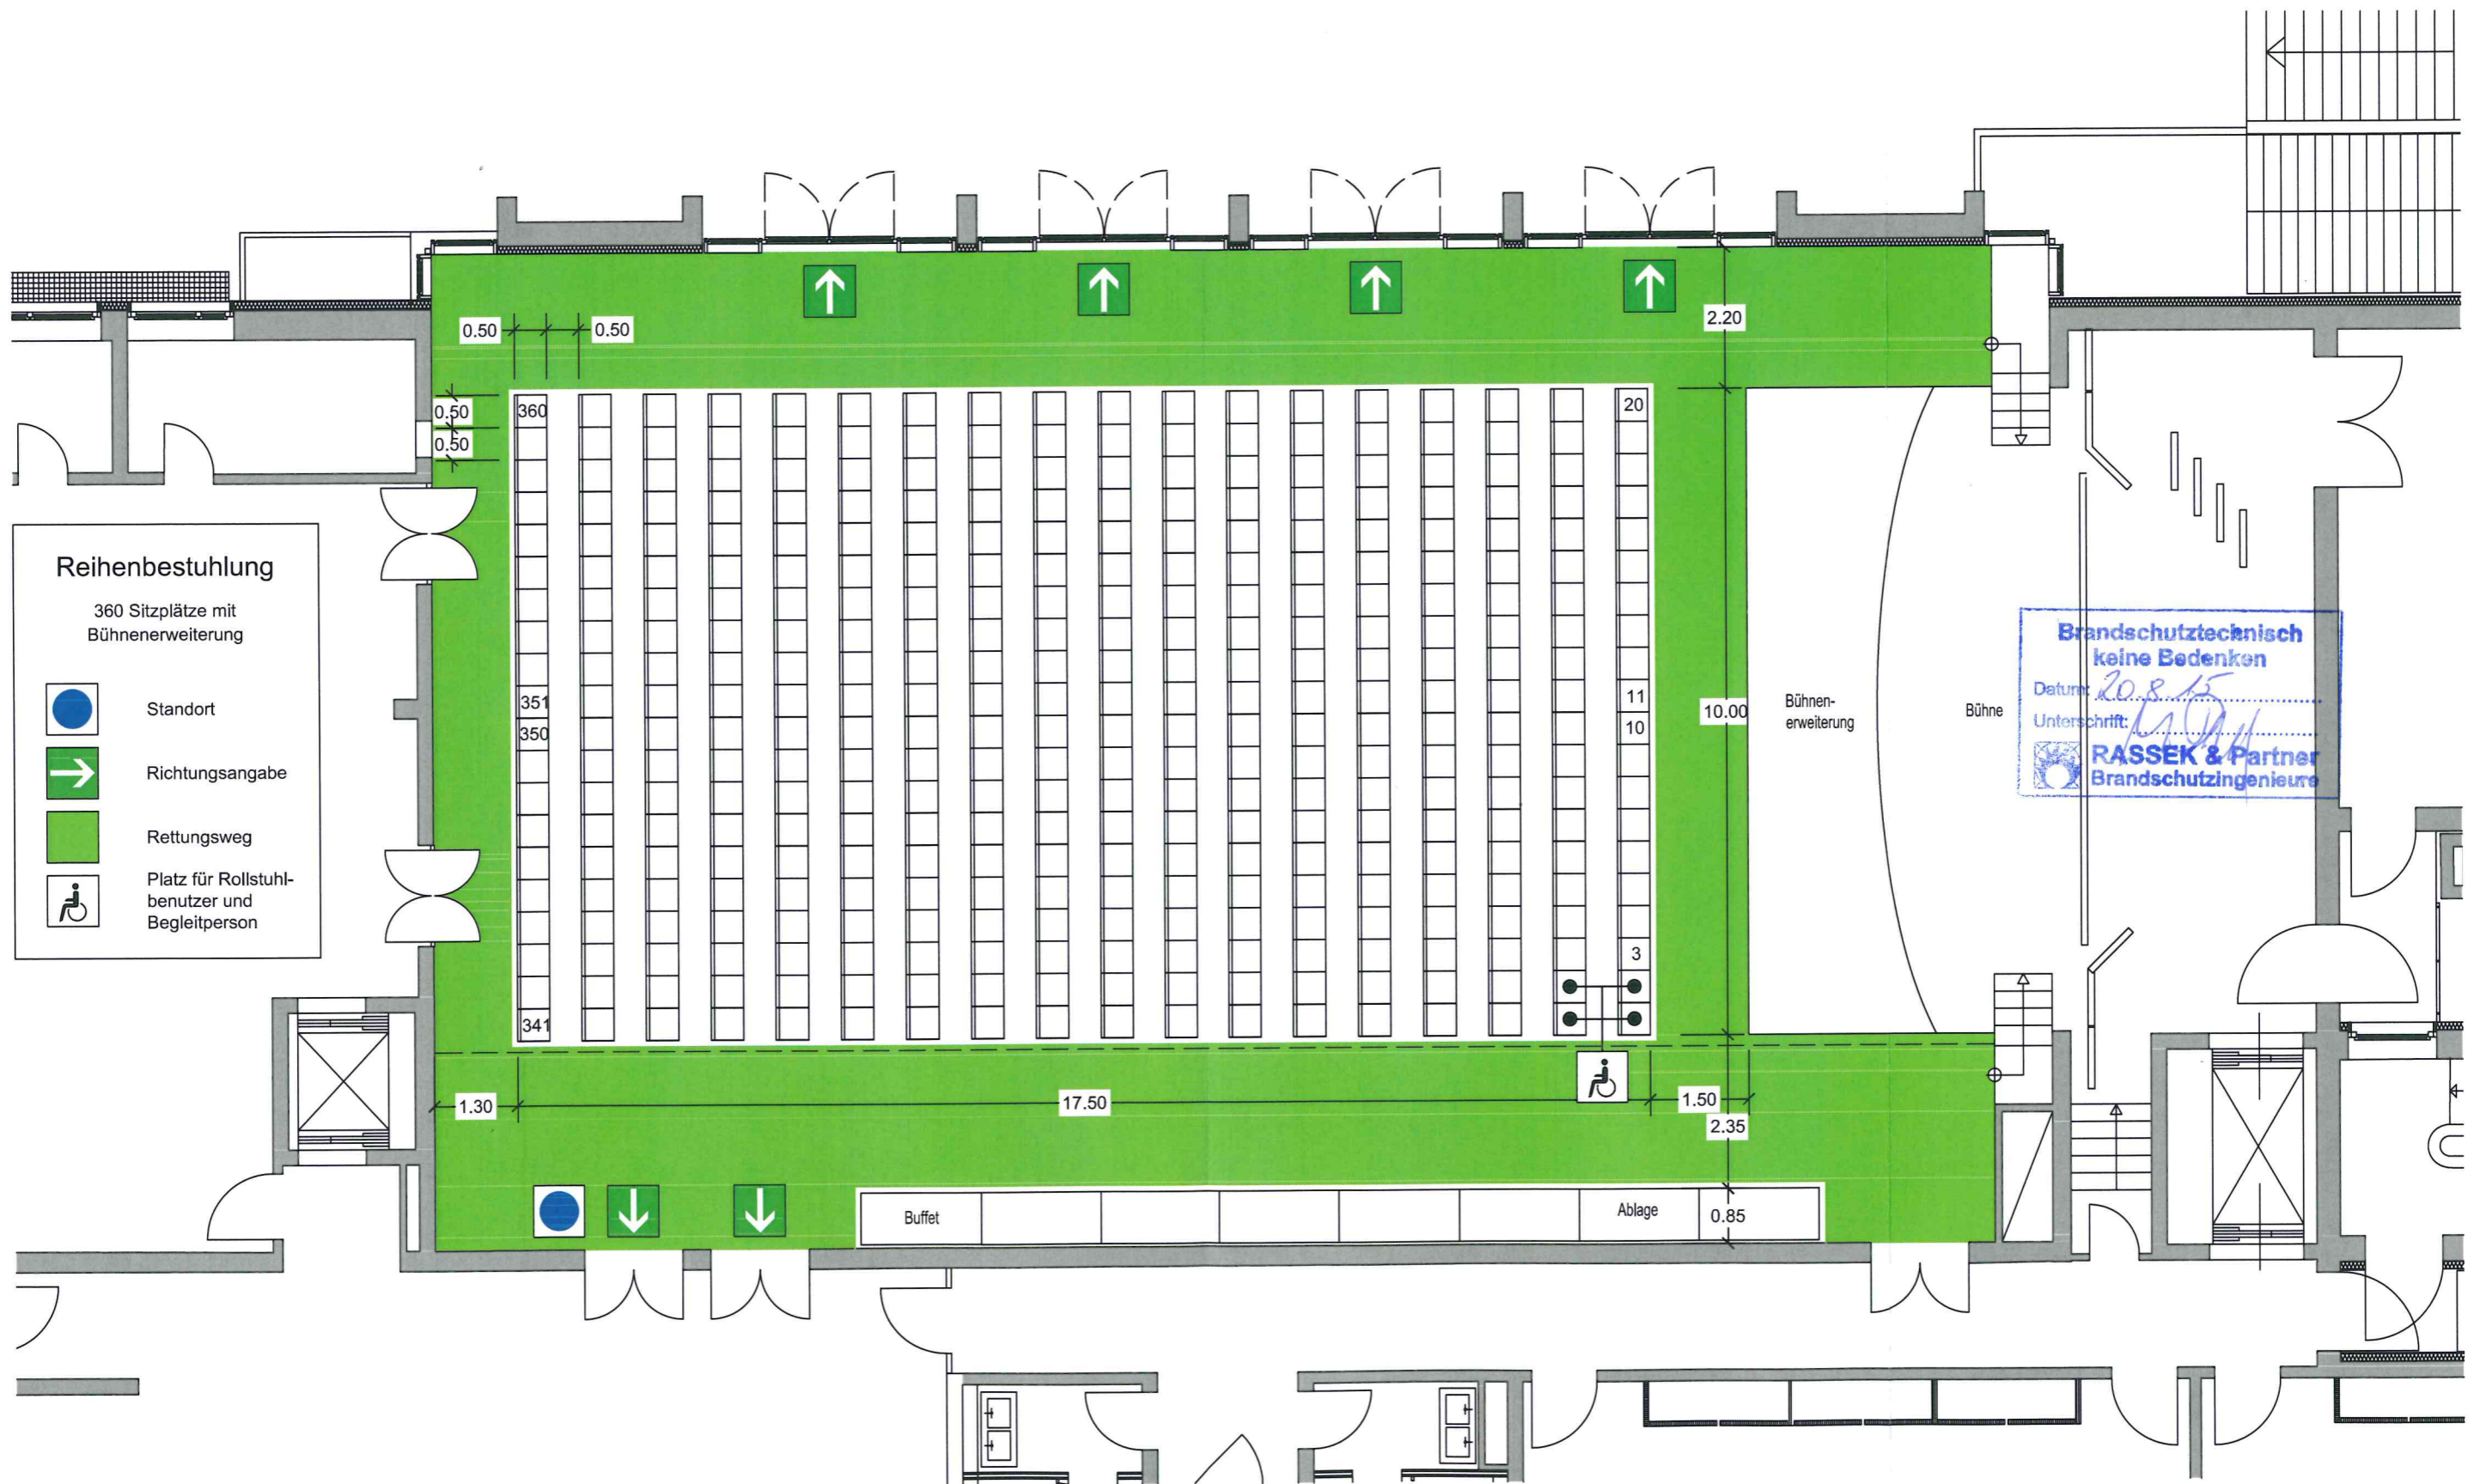 0.50
0.50
2.20
0.50
0.50
360
20
351
350
11
10
3
341
10.00
Bühnen-
erweiterung
Bühne
1.30
17.50
1.50
2.35
Buffet
Ablage
0.85
Reihenbestuhlung
360 Sitzplätze mit
Bühnenerweiterung
Standort
Richtungsangabe
Rettungsweg
Platz für Rollstuhl-
benutzer und
Begleitperson
Brandschutztechnisch
keine Bedenken
Datum: 20.8.15
Unterschrift:
RASSEK & Partner
Brandschutzingenieure